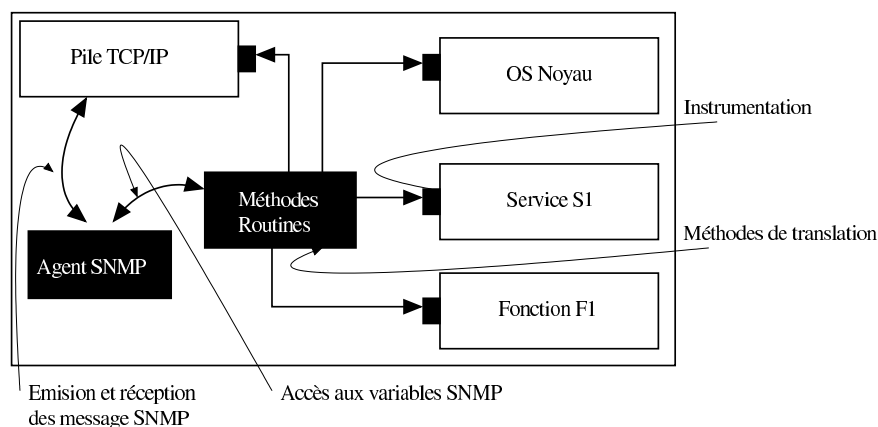 Pile TCP/IP
OS Noyau
Instrumentation
Méthodes
Routines
Service S1
Méthodes de translation
Agent SNMP
Fonction F1
Emision et réception
des message SNMP
Accès aux variables SNMP